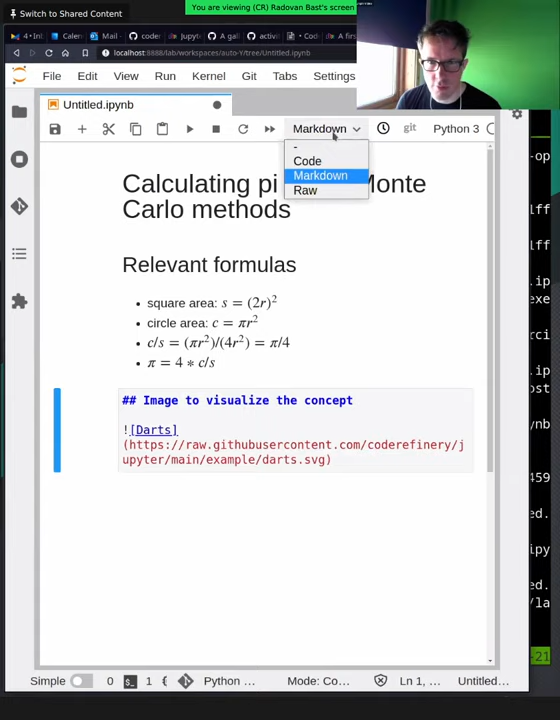 Switch to Shared Content
You are viewing (CR) Radovan Bast's screen
localhost:8888/lab/workspaces/auto-Y/tree/Untitled.ipynb
File Edit View Run Kernel Git Tabs Settings
Untitled.ipynb
Markdown
git
Python 3
-
Code
Markdown
Raw
Calculating pi Monte
Carlo methods
Relevant formulas
square area: s = (2r)²
circle area: c = πr²
c/s = (πr²)/(4r²) = π/4
π = 4 * c/s
## Image to visualize the concept
![Darts]
(https://raw.githubusercontent.com/coderefinery/j
upyter/main/example/darts.svg)
Simple 0 1 Python ... Mode: Co... Ln 1, ... Untitled...